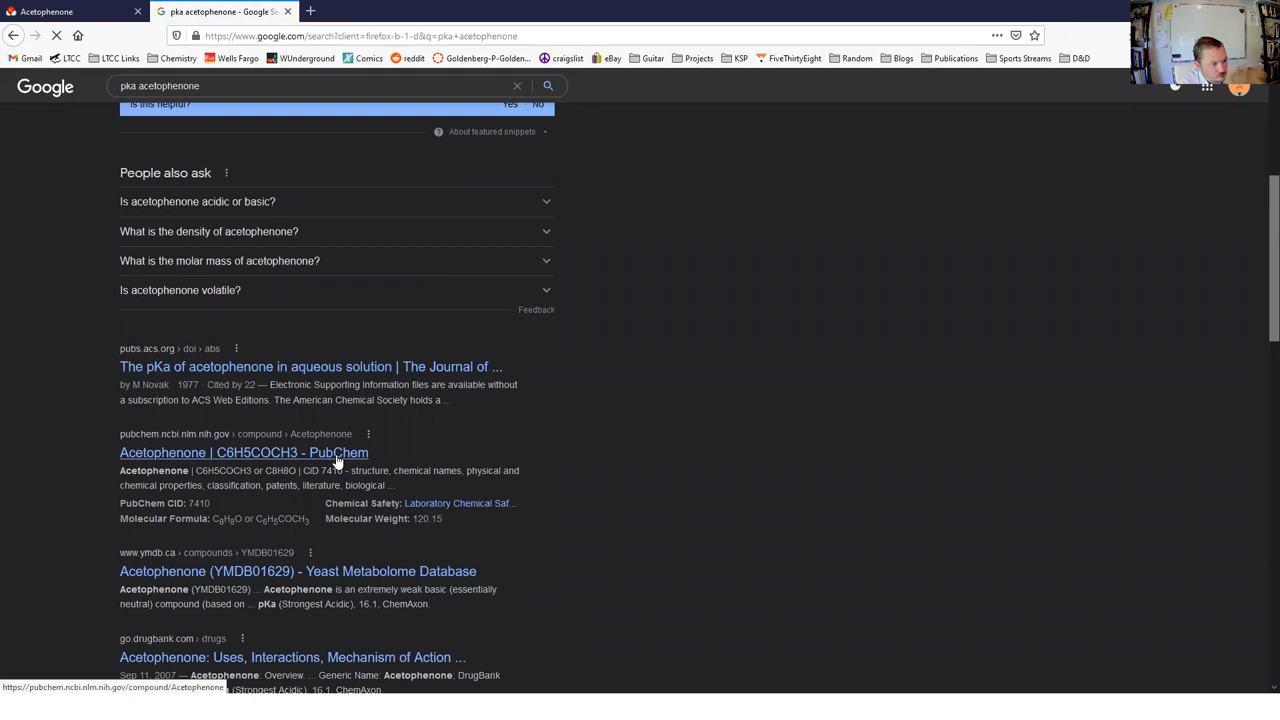 Acetophenone
pka acetophenone - Google Se
https://www.google.com/search?client=firefox-b-1-d&q=pka+acetophenone
Gmail LTCC LTCC Links Chemistry Wells Fargo WUnderground Comics reddit Goldenberg-P-Golden... craigslist eBay Guitar Projects KSP FiveThirtyEight Random Blogs Publications Sports Streams D&D
Google pka acetophenone
Is this helpful? Yes No
About featured snippets
People also ask
Is acetophenone acidic or basic?
What is the density of acetophenone?
What is the molar mass of acetophenone?
Is acetophenone volatile?
Feedback
pubs.acs.org › doi › abs
The pKa of acetophenone in aqueous solution | The Journal of ...
by M Novak · 1977 · Cited by 22 — Electronic Supporting Information files are available without
a subscription to ACS Web Editions. The American Chemical Society holds a ...
pubchem.ncbi.nlm.nih.gov › compound › Acetophenone
Acetophenone | C6H5COCH3 - PubChem
Acetophenone | C6H5COCH3 or C8H8O | CID 7410 - structure, chemical names, physical and
chemical properties, classification, patents, literature, biological ...
PubChem CID: 7410 Chemical Safety: Laboratory Chemical Saf...
Molecular Formula: C8H8O or C6H5COCH3 Molecular Weight: 120.15
www.ymdb.ca › compounds › YMDB01629
Acetophenone (YMDB01629) - Yeast Metabolome Database
Acetophenone (YMDB01629) ... Acetophenone is an extremely weak basic (essentially
neutral) compound (based on ... pKa (Strongest Acidic), 16.1, ChemAxon.
go.drugbank.com › drugs
Acetophenone: Uses, Interactions, Mechanism of Action ...
Sep 11, 2007 — Acetophenone: Overview. ... Generic Name: Acetophenone, DrugBank
(Strongest Acidic), 16.1, ChemAxon.
https://pubchem.ncbi.nlm.nih.gov/compound/Acetophenone